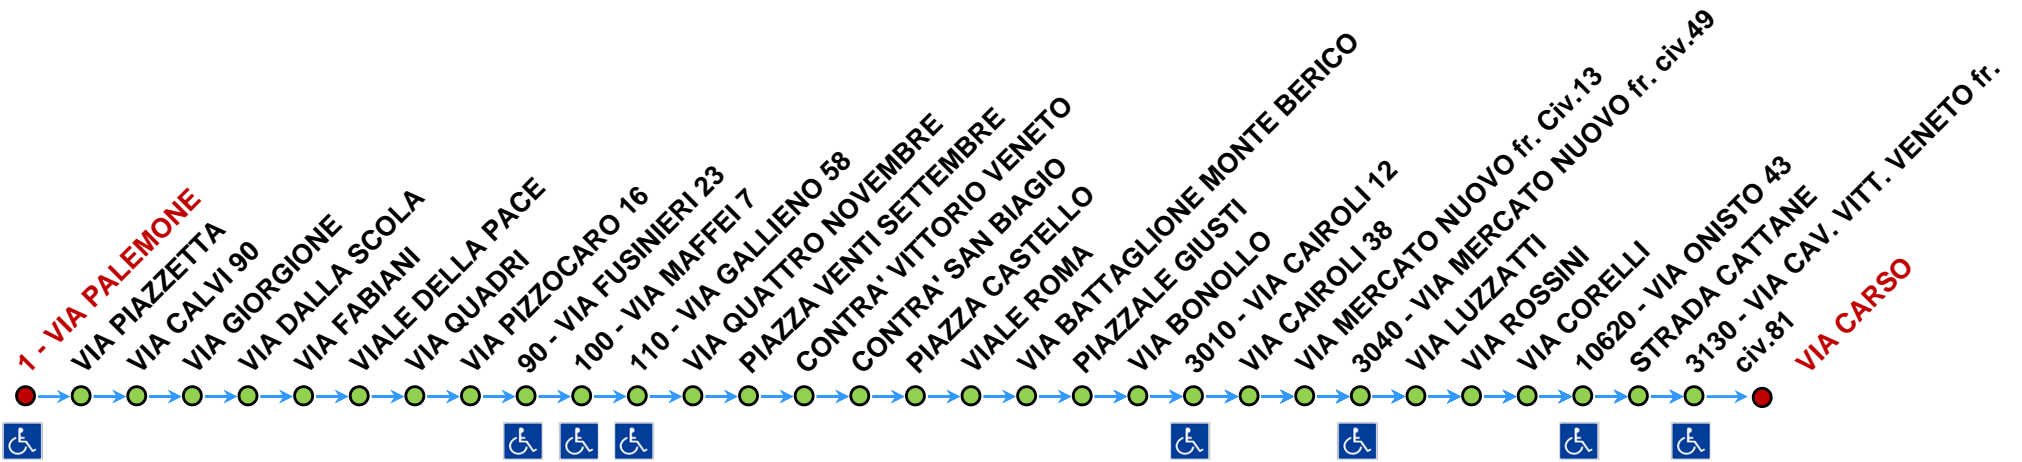 1 - VIA PALEMONE
VIA PIAZZETTA
VIA CALVI 90
VIA GIORGIONE
VIA DALLA SCOLA
VIA FABIANI
VIALE DELLA PACE
VIA QUADRI
VIA PIZZOCARO 16
90 - VIA FUSINIERI 23
100 - VIA MAFFEI 7
110 - VIA GALLIENO 58
VIA QUATTRO NOVEMBRE
PIAZZA VENTI SETTEMBRE
CONTRA' VITTORIO VENETO
CONTRA' SAN BIAGIO
PIAZZA CASTELLO
VIALE ROMA
VIA BATTAGLIONE MONTE BERICO
PIAZZALE GIUSTI
VIA BONOLLO
3010 - VIA CAIROLI 12
VIA CAIROLI 38
VIA MERCATO NUOVO fr. Civ.13
3040 - VIA MERCATO NUOVO fr. civ.49
VIA LUZZATTI
VIA ROSSINI
VIA CORELLI
10620 - VIA ONISTO 43
STRADA CATTANE
3130 - VIA CAV. VITT. VENETO fr.
civ.81
VIA CARSO